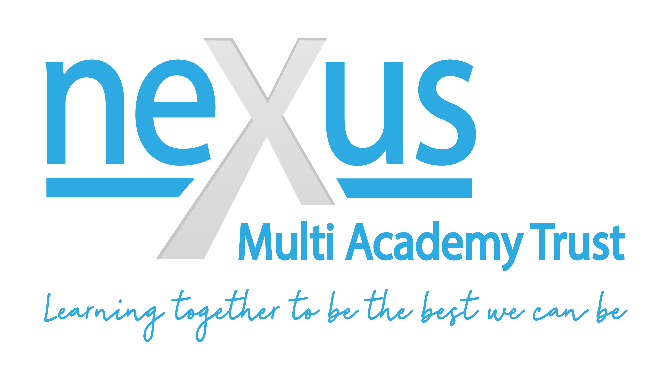 neXus
Multi Academy Trust
Learning together to be the best we can be